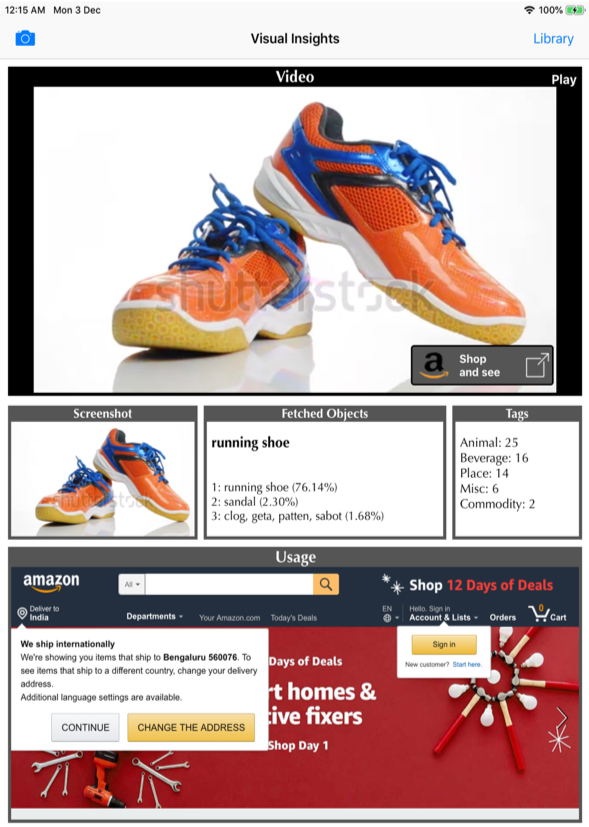 12:15 AM Mon 3 Dec
100%
Visual Insights
Library
Video
Play
shutterstock
a
Shop
and see
Screenshot
Fetched Objects
Tags
running shoe
1: running shoe (76.14%)
2: sandal (2.30%)
3: clog, geta, patten, sabot (1.68%)
Animal: 25
Beverage: 16
Place: 14
Misc: 6
Commodity: 2
shutterstock
Usage
amazon
All
Shop 12 Days of Deals
Deliver to
India
Departments
Your Amazon.com
Today's Deals
EN
Hello. Sign in
Account & Lists
Orders
0
Cart
We ship internationally
We're showing you items that ship to Bengaluru 560076. To
see items that ship to a different country, change your delivery
address.
Additional language settings are available.
CONTINUE
CHANGE THE ADDRESS
Sign in
New customer? Start here.
Days of Deals
rt homes &
ive fixers
Shop Day 1